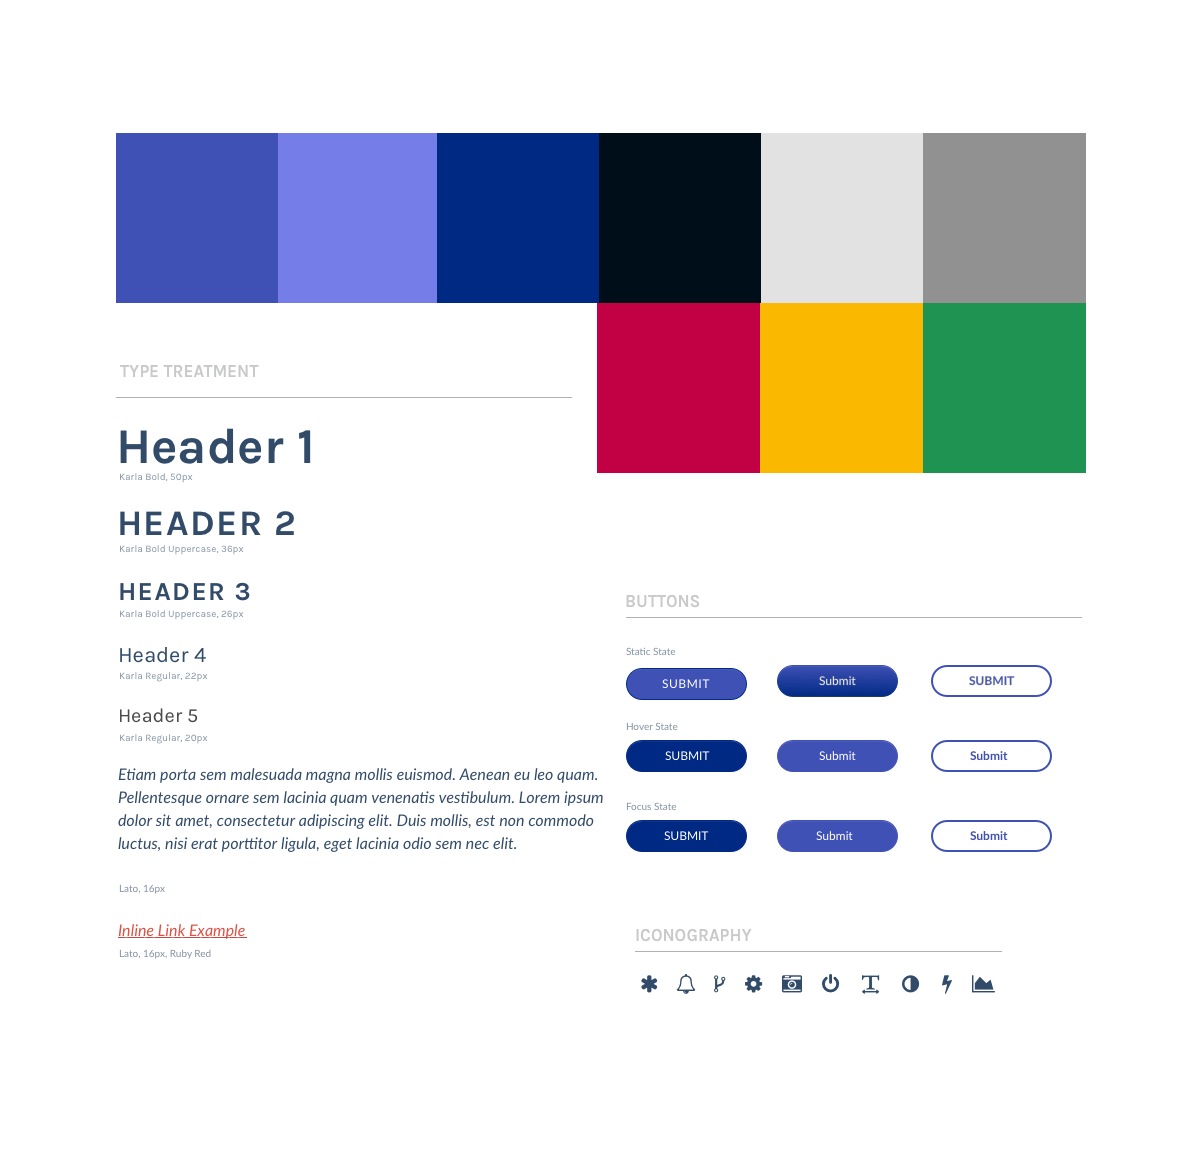 TYPE TREATMENT
Header 1
Karla Bold, 50px
HEADER 2
Karla Bold Uppercase, 36px
HEADER 3
Karla Bold Uppercase, 26px
Header 4
Karla Regular, 22px
Header 5
Karla Regular, 20px
Etiam porta sem malesuada magna mollis euismod. Aenean eu leo quam.
Pellentesque ornare sem lacinia quam venenatis vestibulum. Lorem ipsum
dolor sit amet, consectetur adipiscing elit. Duis mollis, est non commodo
luctus, nisi erat porttitor ligula, eget lacinia odio sem nec elit.
Lato, 16px
Inline Link Example
Lato, 16px, Ruby Red
BUTTONS
Static State
SUBMIT Submit SUBMIT
Hover State
SUBMIT Submit Submit
Focus State
SUBMIT Submit Submit
ICONOGRAPHY